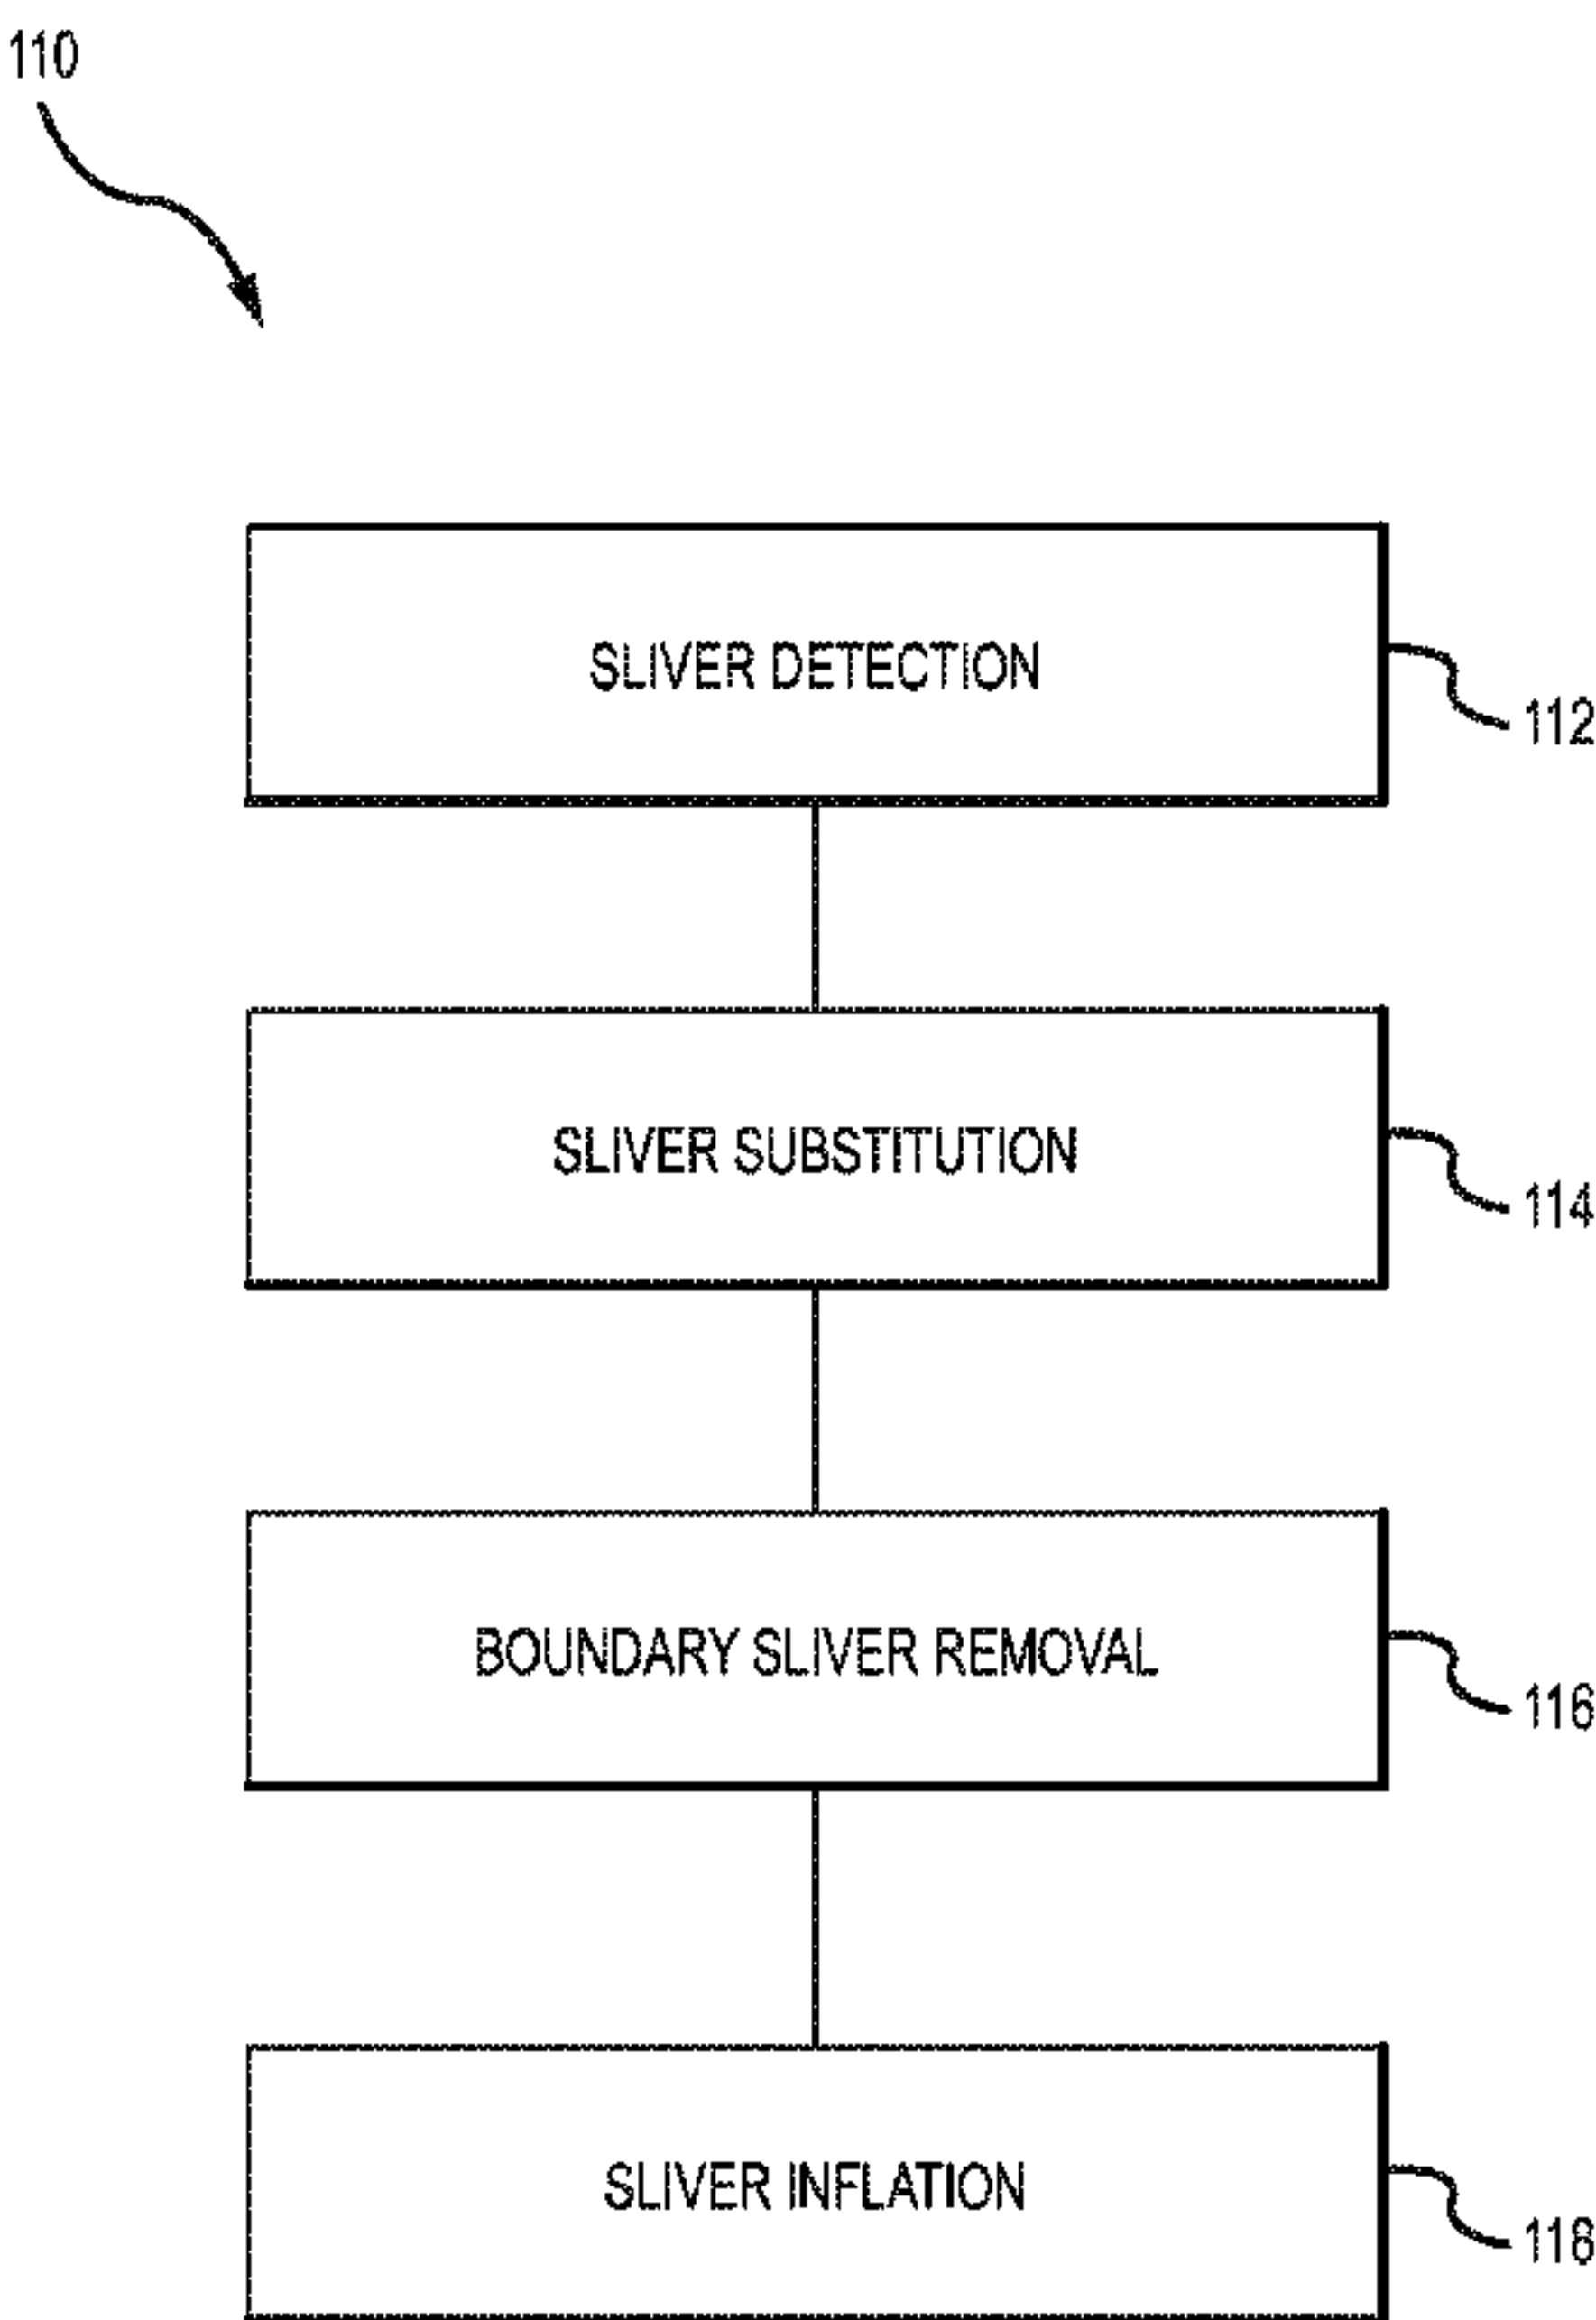 110
SLIVER DETECTION
112
SLIVER SUBSTITUTION
114
BOUNDARY SLIVER REMOVAL
116
SLIVER INFLATION
118